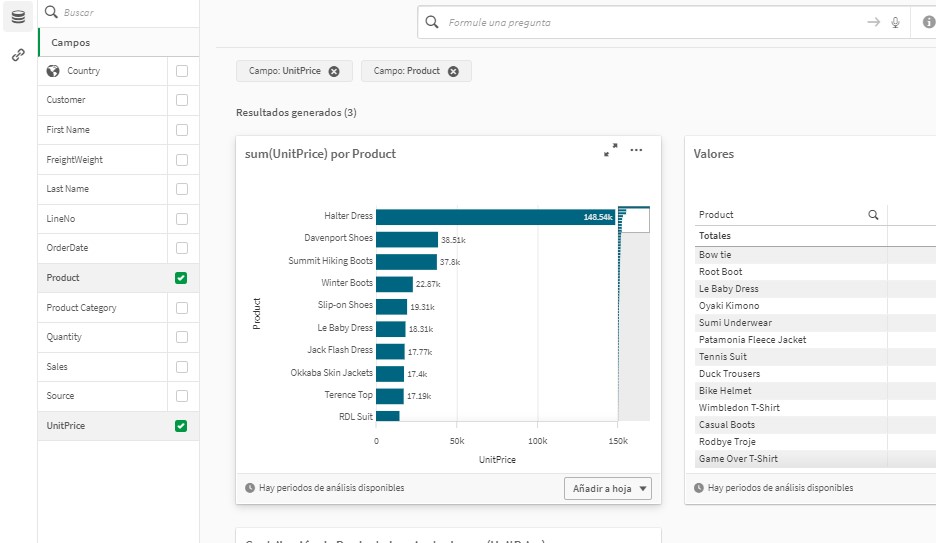 Buscar
Formule una pregunta
Campos
Country
Customer
First Name
FreightWeight
Last Name
LineNo
OrderDate
Product
Product Category
Quantity
Sales
Source
UnitPrice
Campo: UnitPrice
Campo: Product
Resultados generados (3)
sum(UnitPrice) por Product
Product
Halter Dress 148.54k
Davenport Shoes 38.51k
Summit Hiking Boots 37.8k
Winter Boots 22.87k
Slip-on Shoes 19.31k
Le Baby Dress 18.31k
Jack Flash Dress 17.77k
Okkaba Skin Jackets 17.4k
Terence Top 17.19k
RDL Suit
0 50k 100k 150k
UnitPrice
Hay periodos de análisis disponibles
Añadir a hoja
Valores
Product
Totales
Bow tie
Root Boot
Le Baby Dress
Oyaki Kimono
Sumi Underwear
Patamonia Fleece Jacket
Tennis Suit
Duck Trousers
Bike Helmet
Wimbledon T-Shirt
Casual Boots
Rodbye Troje
Game Over T-Shirt
Hay periodos de análisis disponibles